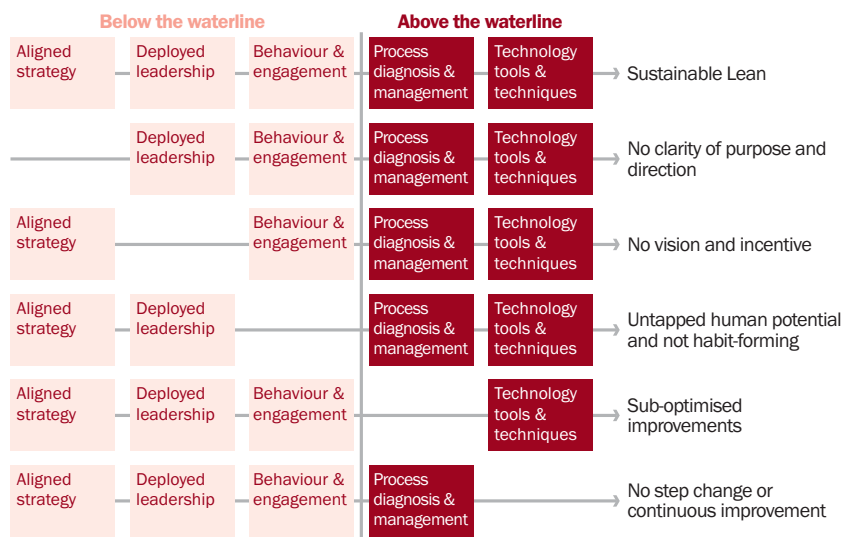 Below the waterline
Above the waterline
Aligned
strategy
Deployed
leadership
Behaviour &
engagement
Process
diagnosis &
management
Technology
tools &
techniques
Sustainable Lean
Deployed
leadership
Behaviour &
engagement
Process
diagnosis &
management
Technology
tools &
techniques
No clarity of purpose and
direction
Aligned
strategy
Behaviour &
engagement
Process
diagnosis &
management
Technology
tools &
techniques
No vision and incentive
Aligned
strategy
Deployed
leadership
Process
diagnosis &
management
Technology
tools &
techniques
Untapped human potential
and not habit-forming
Aligned
strategy
Deployed
leadership
Behaviour &
engagement
Technology
tools &
techniques
Sub-optimised
improvements
Aligned
strategy
Deployed
leadership
Behaviour &
engagement
Process
diagnosis &
management
No step change or
continuous improvement